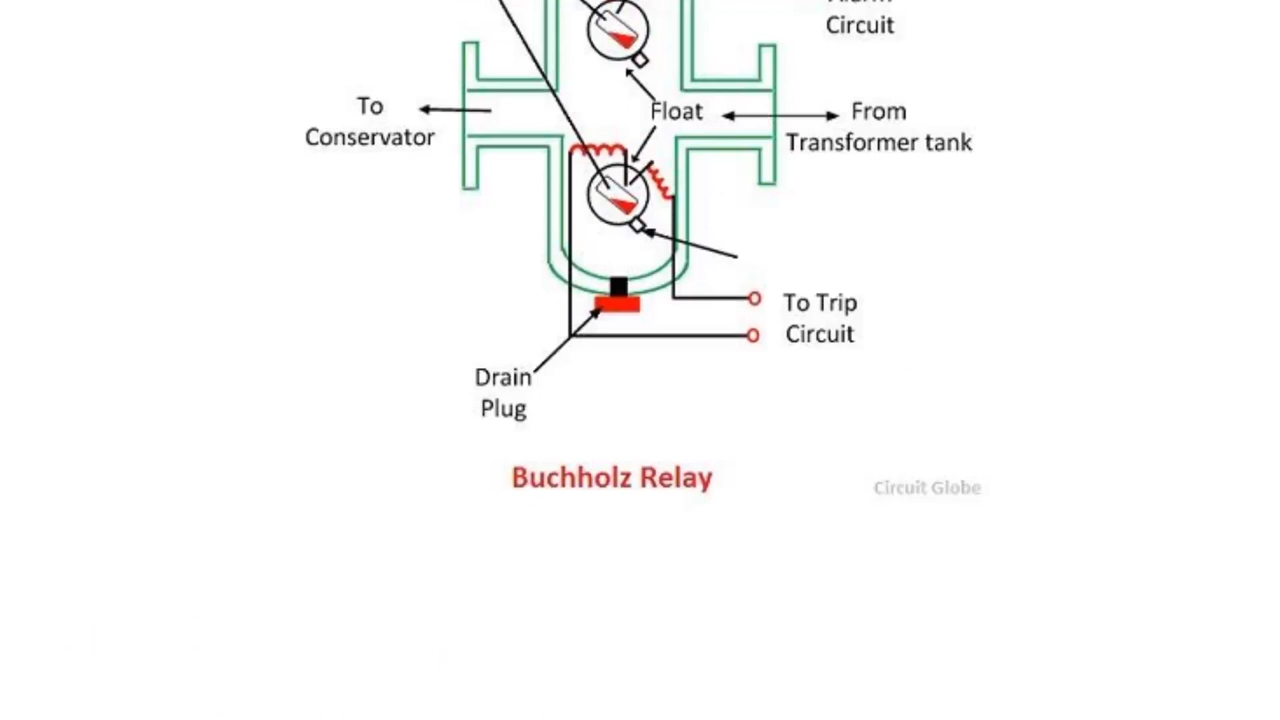 Circuit
To
Conservator
Float
From
Transformer tank
To Trip
Circuit
Drain
Plug
Buchholz Relay
Circuit Globe